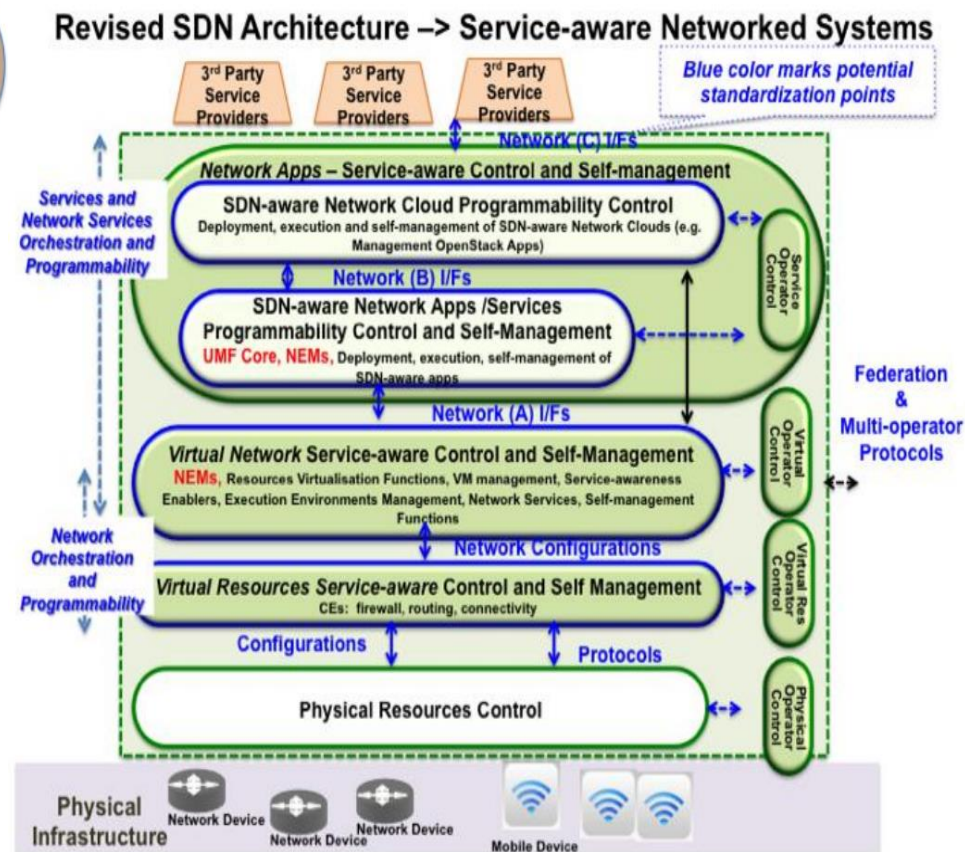 Revised SDN Architecture –> Service-aware Networked Systems
3rd Party
Service
Providers
3rd Party
Service
Providers
3rd Party
Service
Providers
Blue color marks potential
standardization points
Network (C) I/Fs
Network Apps – Service-aware Control and Self-management
Services and
Network Services
Orchestration and
Programmability
SDN-aware Network Cloud Programmability Control
Deployment, execution and self-management of SDN-aware Network Clouds (e.g.
Management OpenStack Apps)
Service
Operator
Control
Network (B) I/Fs
SDN-aware Network Apps /Services
Programmability Control and Self-Management
UMF Core, NEMs, Deployment, execution, self-management of
SDN-aware apps
Network (A) I/Fs
Federation
&
Multi-operator
Protocols
Virtual Network Service-aware Control and Self-Management
NEMs, Resources Virtualisation Functions, VM management, Service-awareness
Enablers, Execution Environments Management, Network Services, Self-management
Functions
Virtual
Operator
Control
Network
Orchestration
and
Programmability
Network Configurations
Virtual Resources Service-aware Control and Self Management
CEs: firewall, routing, connectivity
Virtual Res
Operator
Control
Configurations
Protocols
Physical Resources Control
Physical
Operator
Control
Physical
Infrastructure
Network Device
Network Device
Network Device
Mobile Device